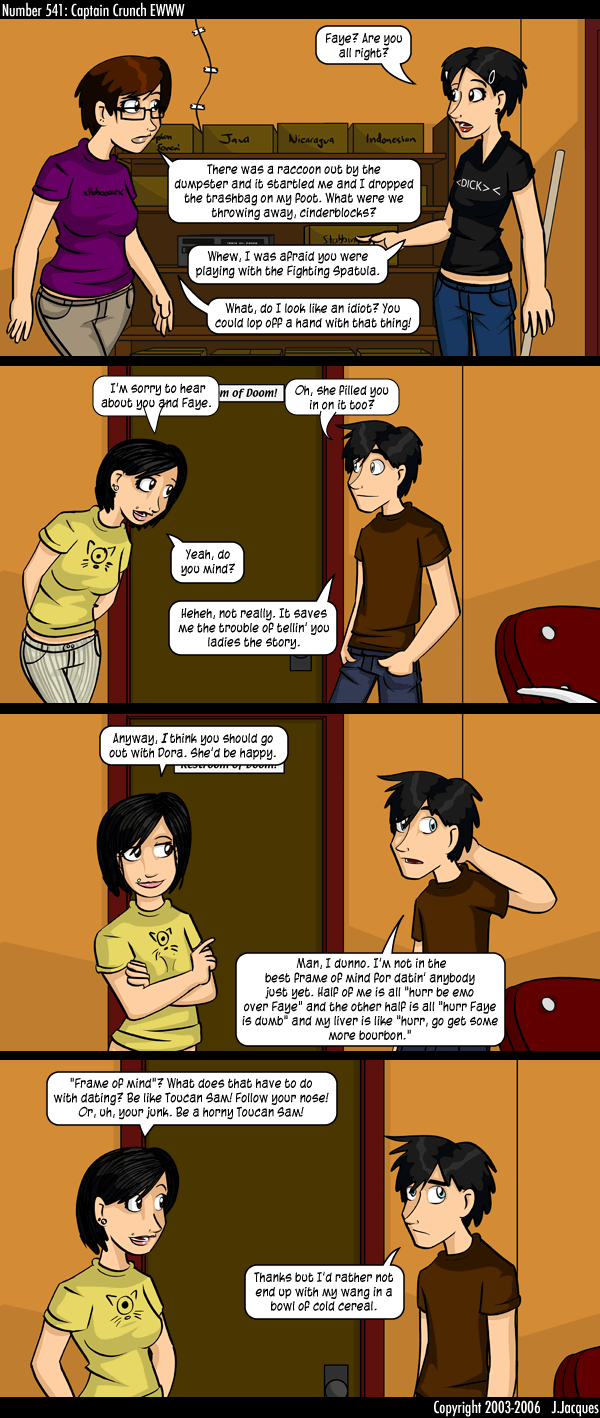 Number 541: Captain Crunch EWWW
Faye? Are you
all right?
Java
Nicaragua
Indonesian
There was a raccoon out by the
dumpster and it startled me and I dropped
the trashbag on my foot. What were we
throwing away, cinderblocks?
<DICK> <
Whew, I was afraid you were
playing with the Fighting Spatula.
What, do I look like an idiot? You
could lop off a hand with that thing!
I'm sorry to hear
about you and Faye.
m of Doom!
Oh, she filled you
in on it too?
Yeah, do
you mind?
Heheh, not really. It saves
me the trouble of tellin' you
ladies the story.
Anyway, I think you should go
out with Dora. She'd be happy.
Restroom of Doom!
Man, I dunno. I'm not in the
best frame of mind for datin' anybody
just yet. Half of me is all "hurr be emo
over Faye" and the other half is all "hurr Faye
is dumb" and my liver is like "hurr, go get some
more bourbon."
"Frame of mind"? What does that have to do
with dating? Be like Toucan Sam! Follow your nose!
Or, uh, your junk. Be a horny Toucan Sam!
Thanks but I'd rather not
end up with my wang in a
bowl of cold cereal.
Copyright 2003-2006 J.Jacques